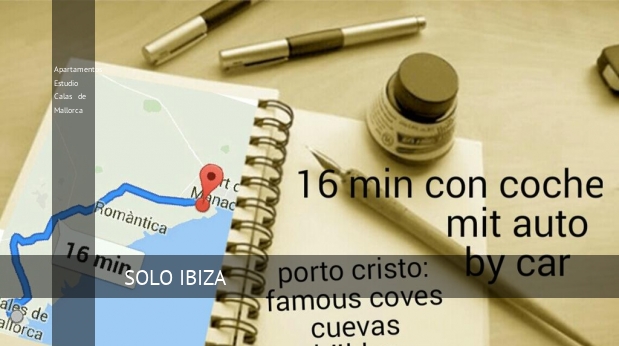 Apartamento
Estudio
Calas de
Mallorca
16 min con coche
mit auto
by car
Romàntica
16 min
SOLO IBIZA
porto cristo:
famous coves
cuevas